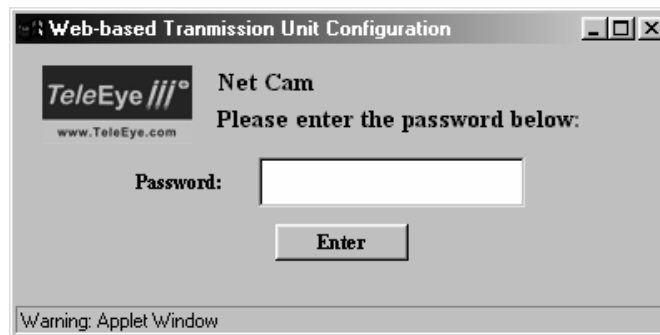 Web-based Tranmission Unit Configuration
TeleEye iii°
www.TeleEye.com
Net Cam
Please enter the password below:
Password:
Enter
Warning: Applet Window